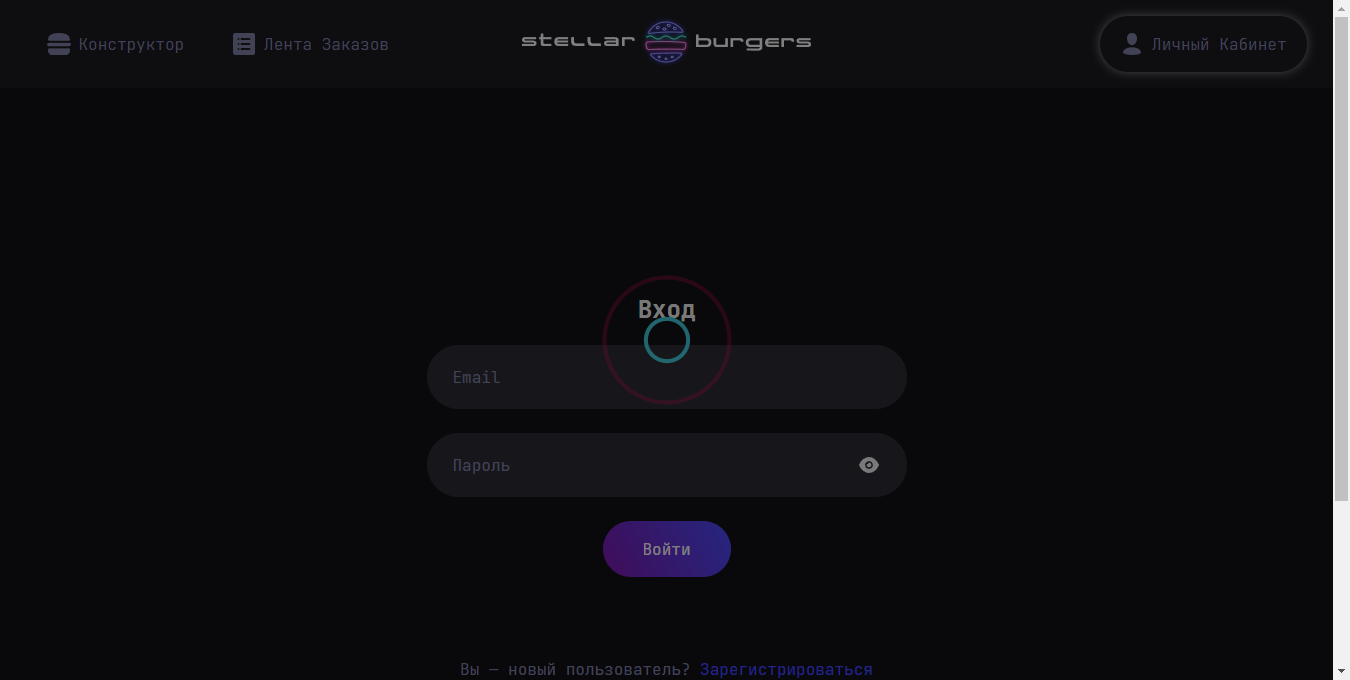 Конструктор
Лента Заказов
stellar burgers
Личный Кабинет
Вход
Email
Пароль
Войти
Вы — новый пользователь? Зарегистрироваться